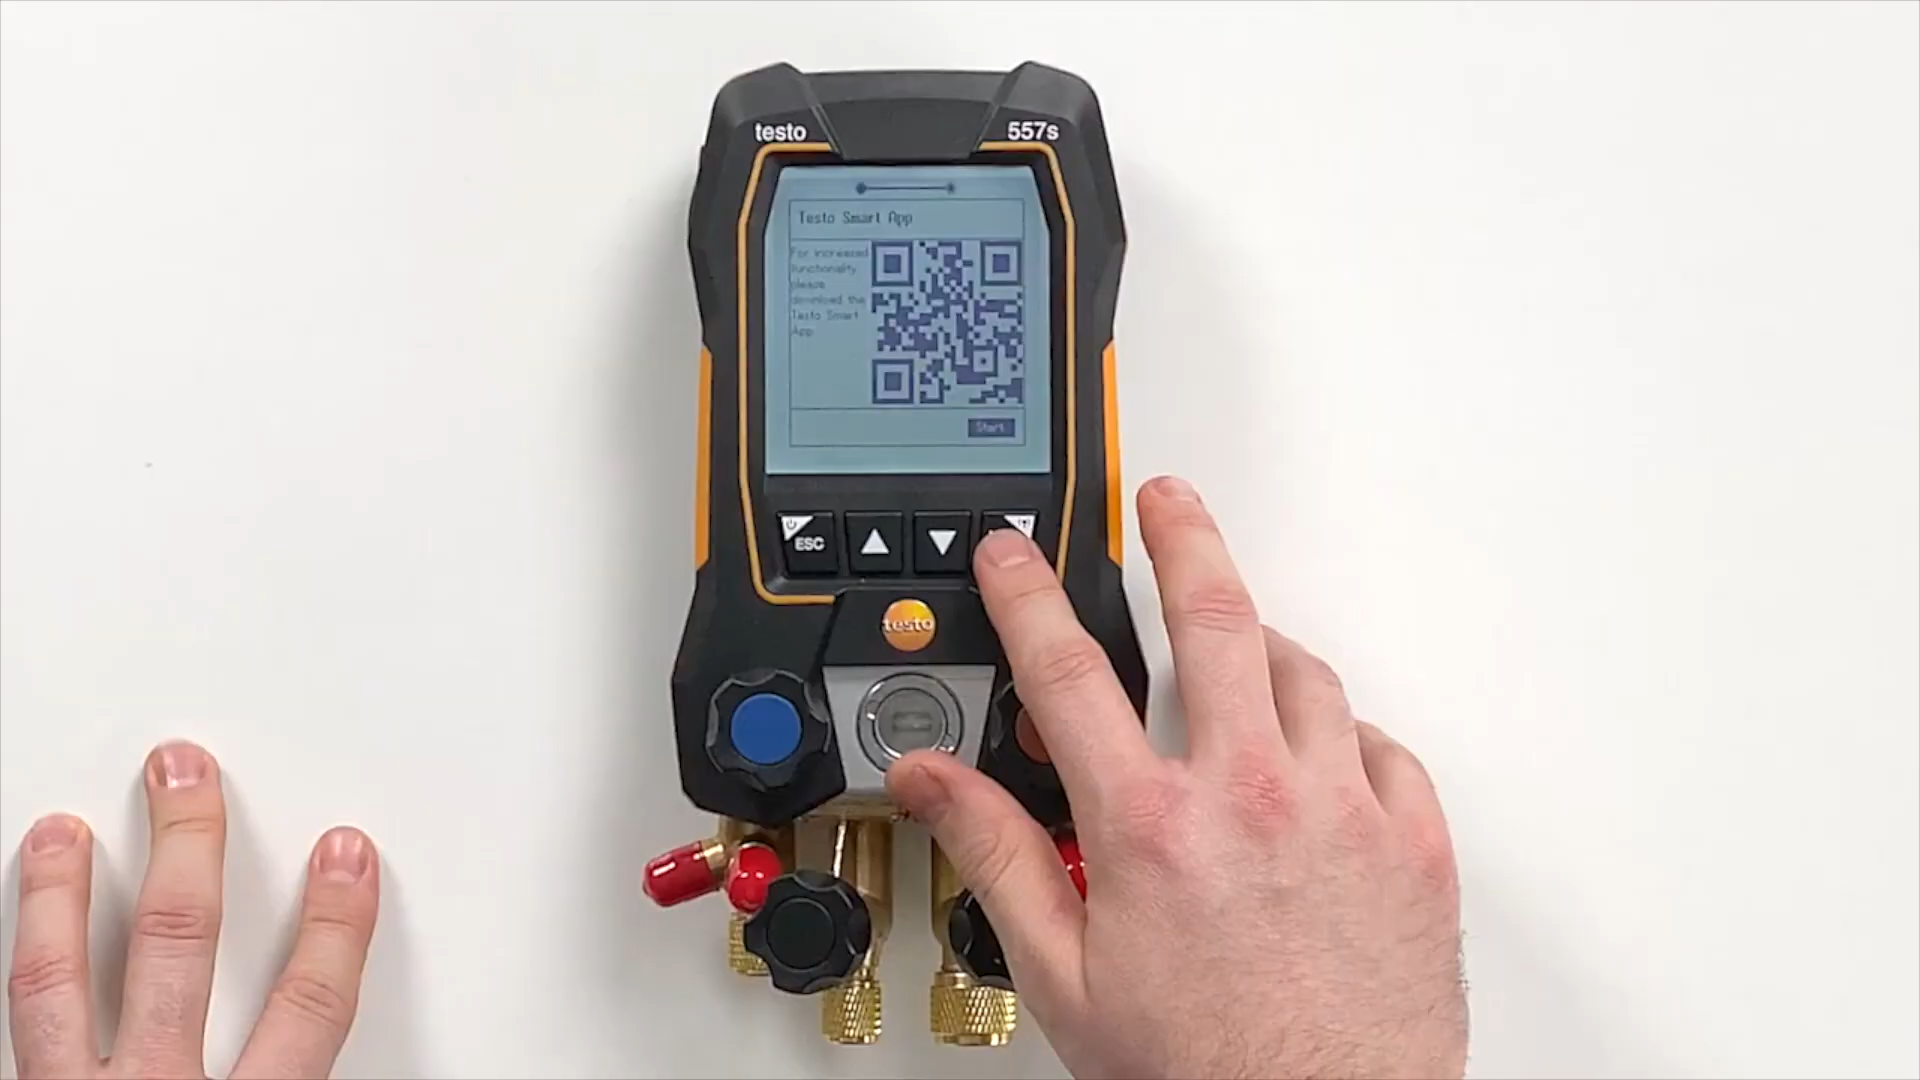 testo
557s
Testo Smart App
For increased
functionality
please
download the
Testo Smart
App
Start
ESC
testo